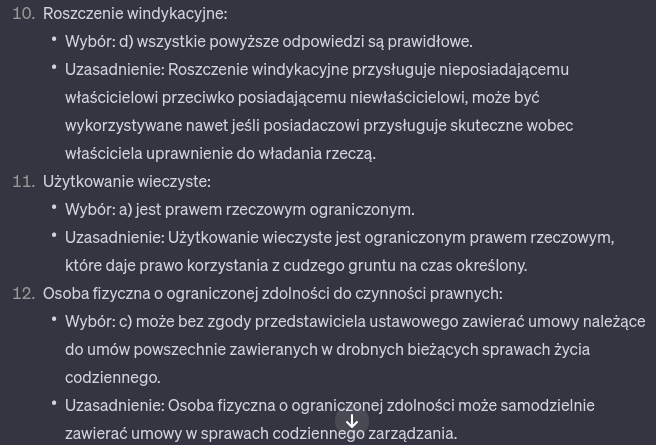 10. Roszczenie windykacyjne:
• Wybór: d) wszystkie powyższe odpowiedzi są prawidłowe.
• Uzasadnienie: Roszczenie windykacyjne przysługuje nieposiadającemu
właścicielowi przeciwko posiadającemu niewłaścicielowi, może być
wykorzystywane nawet jeśli posiadaczowi przysługuje skuteczne wobec
właściciela uprawnienie do władania rzeczą.
11. Użytkowanie wieczyste:
• Wybór: a) jest prawem rzeczowym ograniczonym.
• Uzasadnienie: Użytkowanie wieczyste jest ograniczonym prawem rzeczowym,
które daje prawo korzystania z cudzego gruntu na czas określony.
12. Osoba fizyczna o ograniczonej zdolności do czynności prawnych:
• Wybór: c) może bez zgody przedstawiciela ustawowego zawierać umowy należące
do umów powszechnie zawieranych w drobnych bieżących sprawach życia
codziennego.
• Uzasadnienie: Osoba fizyczna o ograniczonej zdolności może samodzielnie
zawierać umowy w sprawach codziennego zarządzania.